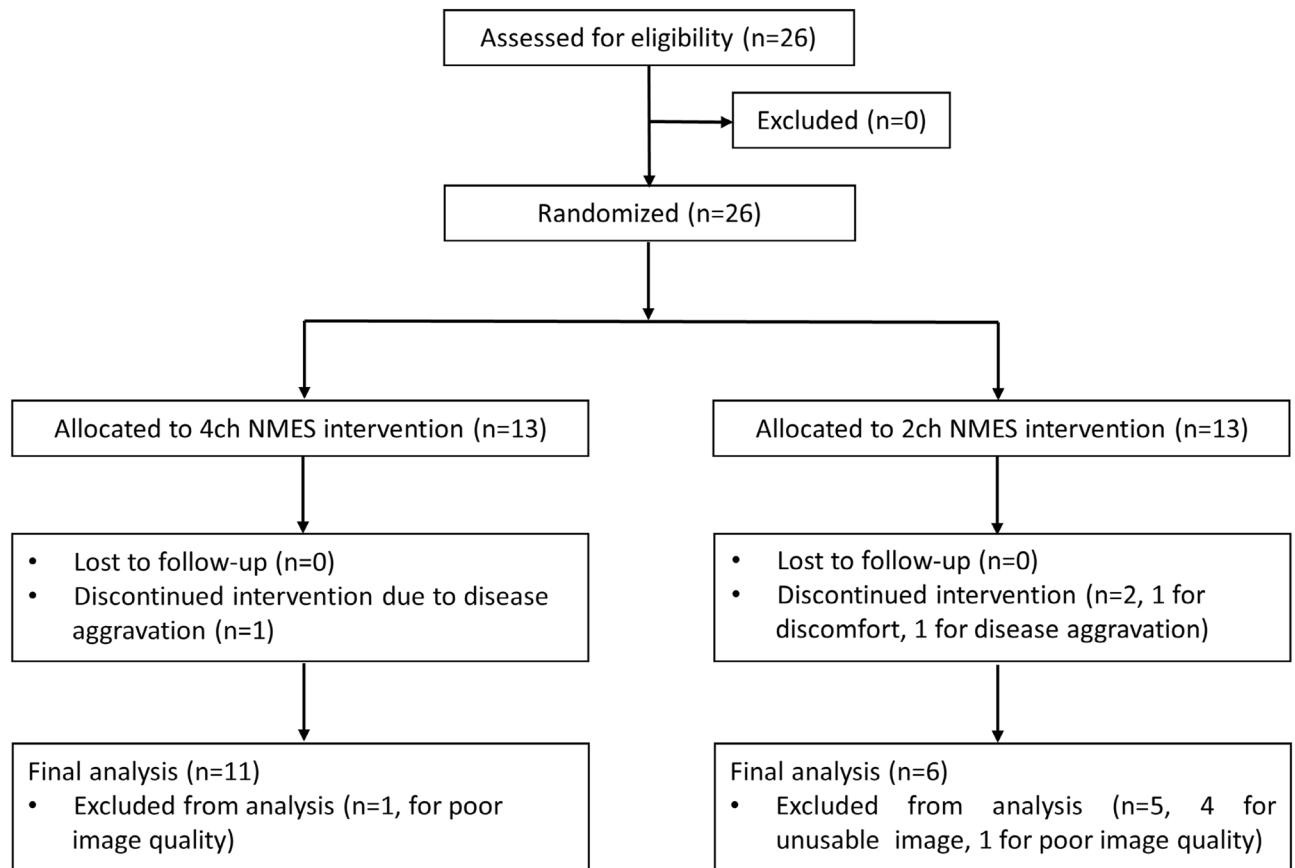 Assessed for eligibility (n=26)
Excluded (n=0)
Randomized (n=26)
Allocated to 4ch NMES intervention (n=13)
Allocated to 2ch NMES intervention (n=13)
• Lost to follow-up (n=0)
• Discontinued intervention due to disease
aggravation (n=1)
• Lost to follow-up (n=0)
• Discontinued intervention (n=2, 1 for
discomfort, 1 for disease aggravation)
Final analysis (n=11)
• Excluded from analysis (n=1, for poor
image quality)
Final analysis (n=6)
• Excluded from analysis (n=5, 4 for
unusable image, 1 for poor image quality)